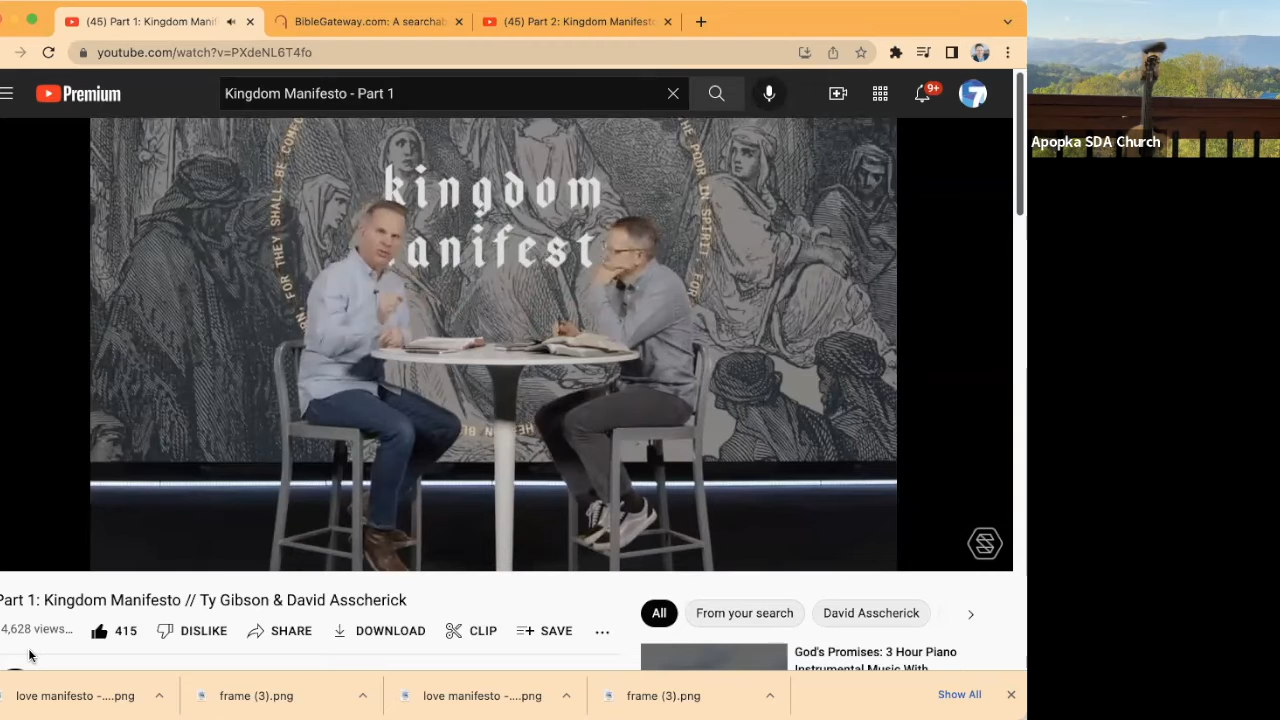 (45) Part 1: Kingdom Manif
BibleGateway.com: A searchab
(45) Part 2: Kingdom Manifesto
youtube.com/watch?v=PXdeNL6T4fo
Premium
Kingdom Manifesto - Part 1
9+
7
Apopka SDA Church
FOR THEY SHALL BE COMF
THE POOR IN SPIRIT FOR
kingdom
anifest
Part 1: Kingdom Manifesto // Ty Gibson & David Asscherick
4,628 views...
415
DISLIKE
SHARE
DOWNLOAD
CLIP
SAVE
All
From your search
David Asscherick
God's Promises: 3 Hour Piano
Instrumental Music With
love manifesto -....png
frame (3).png
love manifesto -....png
frame (3).png
Show All